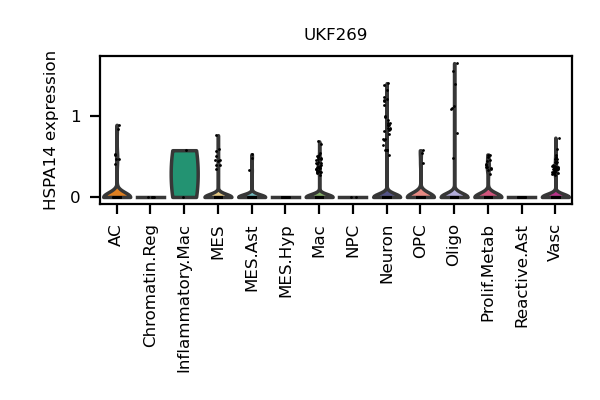 UKF269
HSPA14 expression
1
0
AC
Chromatin.Reg
Inflammatory.Mac
MES
MES.Ast
MES.Hyp
Mac
NPC
Neuron
OPC
Oligo
Prolif.Metab
Reactive.Ast
Vasc